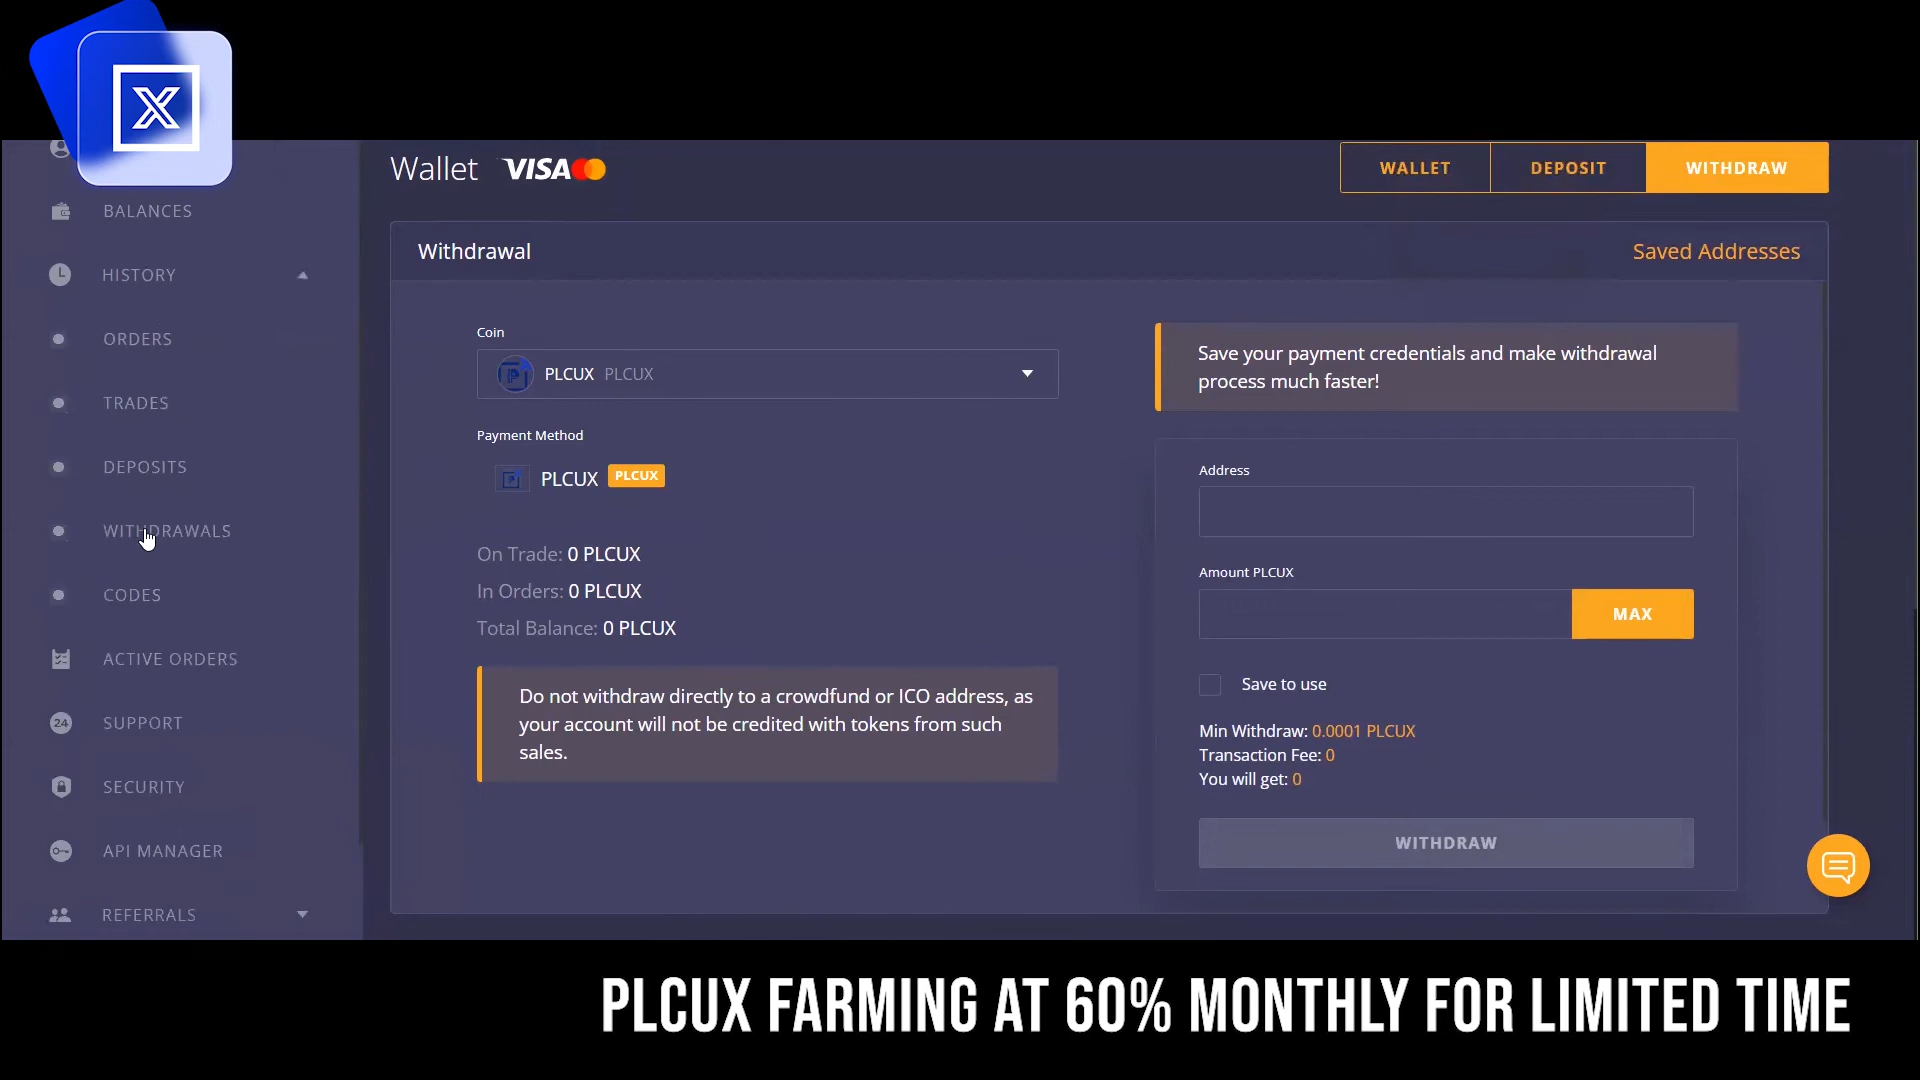 X
Wallet VISA
WALLET DEPOSIT WITHDRAW
BALANCES
HISTORY
ORDERS
TRADES
DEPOSITS
WITHDRAWALS
CODES
ACTIVE ORDERS
24 SUPPORT
SECURITY
API MANAGER
REFERRALS
Withdrawal
Saved Addresses
Coin
P PLCUX PLCUX
Payment Method
P PLCUX PLCUX
On Trade: 0 PLCUX
In Orders: 0 PLCUX
Total Balance: 0 PLCUX
Do not withdraw directly to a crowdfund or ICO address, as
your account will not be credited with tokens from such
sales.
Save your payment credentials and make withdrawal
process much faster!
Address
Amount PLCUX
MAX
Save to use
Min Withdraw: 0.0001 PLCUX
Transaction Fee: 0
You will get: 0
WITHDRAW
PLCUX FARMING AT 60% MONTHLY FOR LIMITED TIME